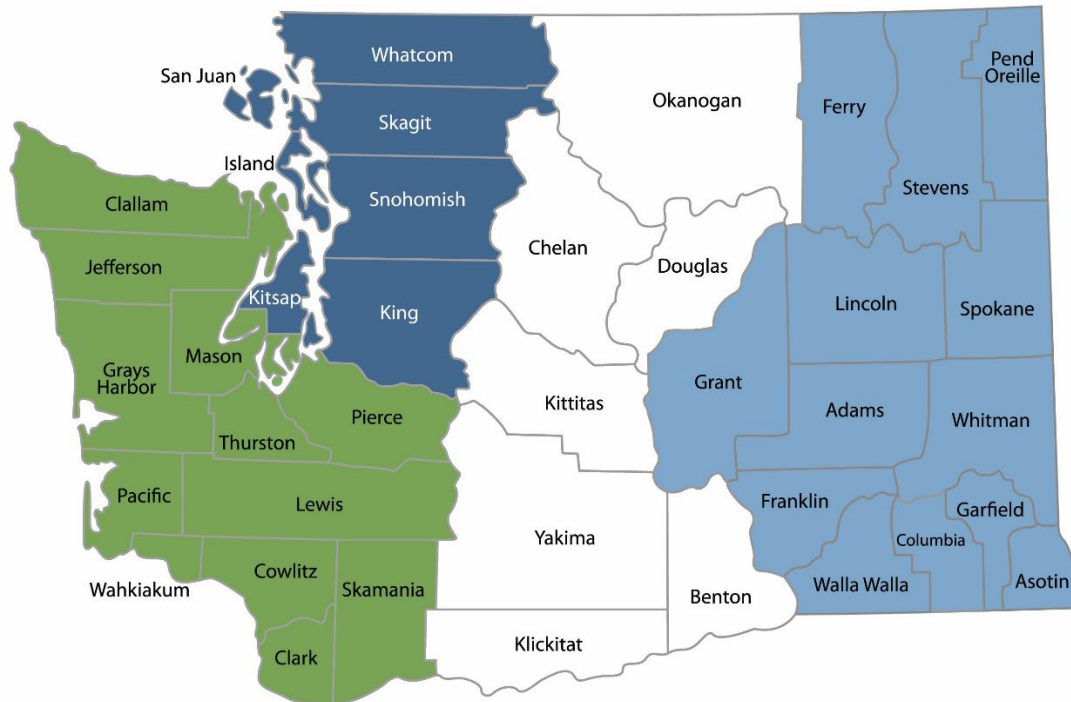 Whatcom
San Juan
Pend
Oreille
Okanogan
Ferry
Skagit
Island
Stevens
Snohomish
Clallam
Chelan
Jefferson
Douglas
Kitsap
Lincoln
Spokane
King
Mason
Grays
Harbor
Grant
Kittitas
Adams
Pierce
Whitman
Thurston
Pacific
Lewis
Franklin
Garfield
Yakima
Columbia
Cowlitz
Wahkiakum
Skamania
Walla Walla
Asotin
Benton
Klickitat
Clark